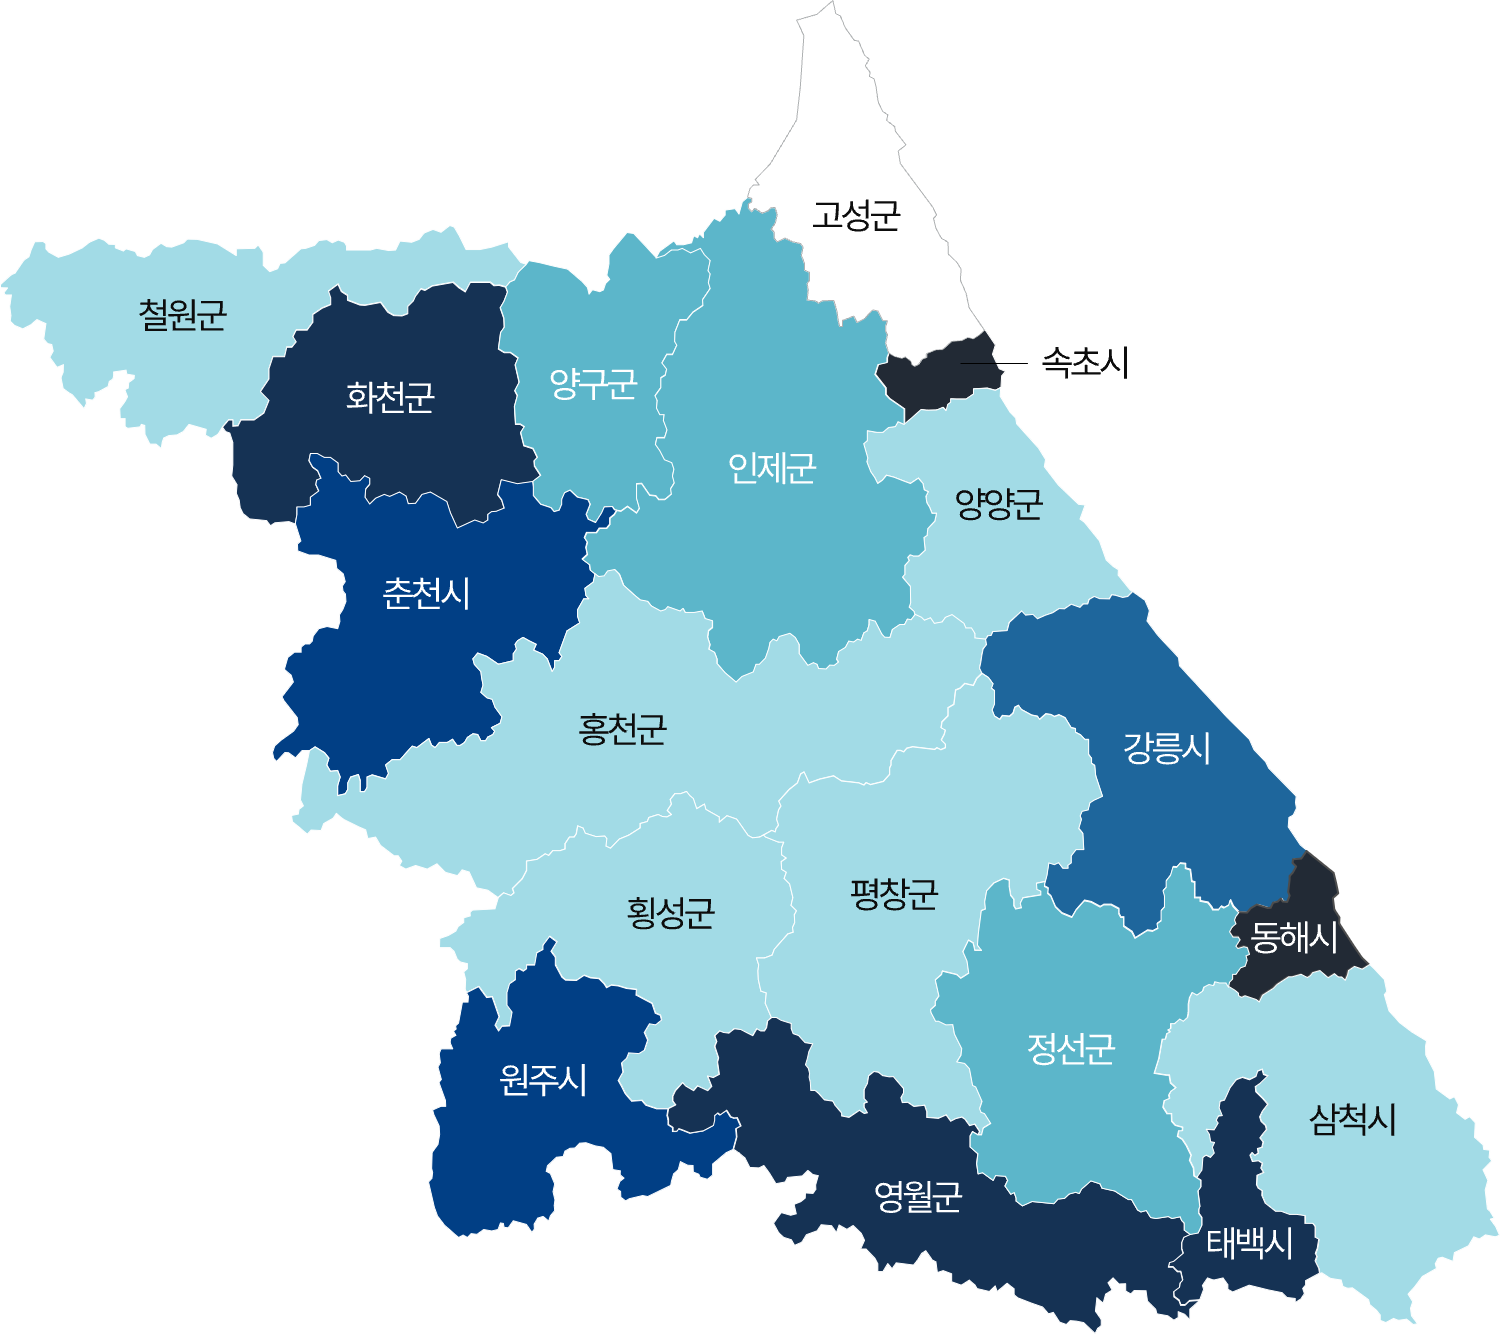 고성군
철원군
속초시
양구군
화천군
인제군
양양군
춘천시
홍천군
강릉시
평창군
횡성군
동해시
정선군
원주시
삼척시
영월군
태백시